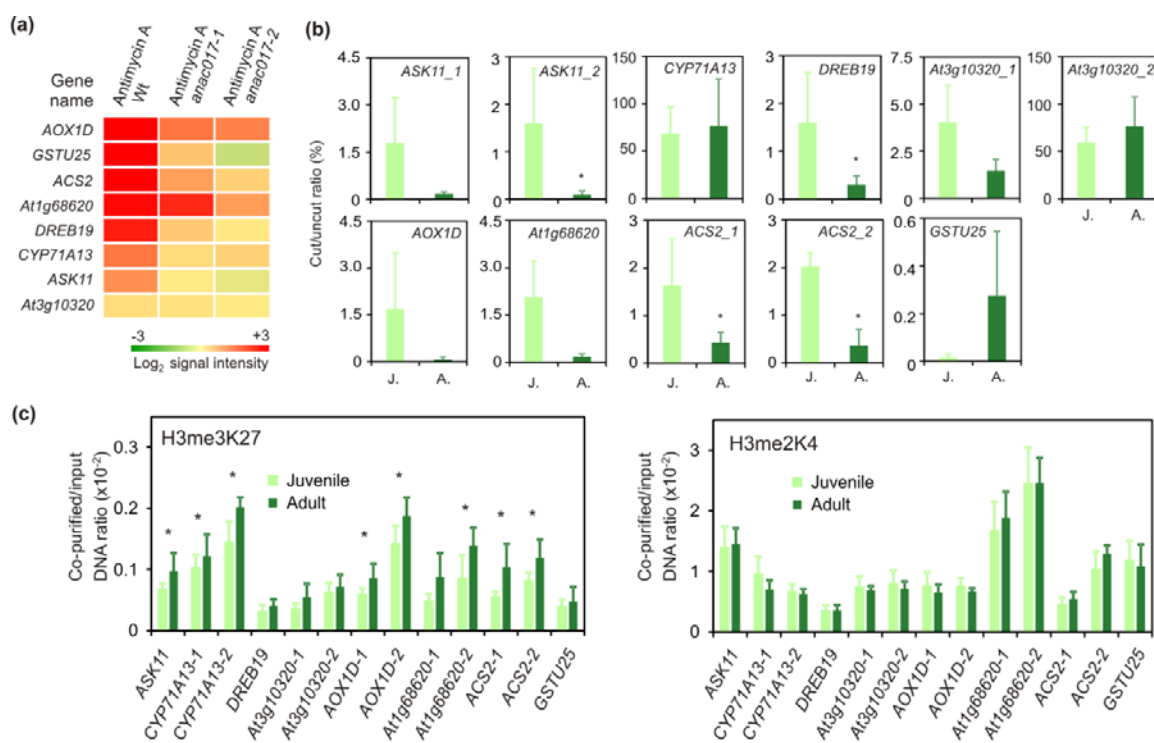 (a)
Gene
name
Antimycin A
Wt
Antimycin A
anac017-1
Antimycin A
anac017-2
AOX1D
GSTU25
ACS2
At1g68620
DREB19
CYP71A13
ASK11
At3g10320
-3
+3
Log2 signal intensity
(b)
Cut/uncut ratio (%)
4.5
3.0
1.5
0
ASK11_1
3
2
1
0
ASK11_2
*
150
100
50
0
CYP71A13
3
2
1
0
DREB19
*
7.5
5.0
2.5
0
At3g10320_1
150
100
50
0
At3g10320_2
J. A.
4.5
3.0
1.5
0
AOX1D
J. A.
4.5
3.0
1.5
0
At1g68620
J. A.
3
2
1
0
ACS2_1
*
J. A.
3
2
1
0
ACS2_2
*
J. A.
0.6
0.4
0.2
0
GSTU25
J. A.
(c)
Co-purified/input
DNA ratio (x10-2)
0.3
0.2
0.1
0
H3me3K27
Juvenile
Adult
* * * * * * * *
ASK11
CYP71A13-1
CYP71A13-2
DREB19
At3g10320-1
At3g10320-2
AOX1D-1
AOX1D-2
At1g68620-1
At1g68620-2
ACS2-1
ACS2-2
GSTU25
Co-purified/input
DNA ratio (x10-2)
3
2
1
0
H3me2K4
Juvenile
Adult
ASK11
CYP71A13-1
CYP71A13-2
DREB19
At3g10320-1
At3g10320-2
AOX1D-1
AOX1D-2
At1g68620-1
At1g68620-2
ACS2-1
ACS2-2
GSTU25